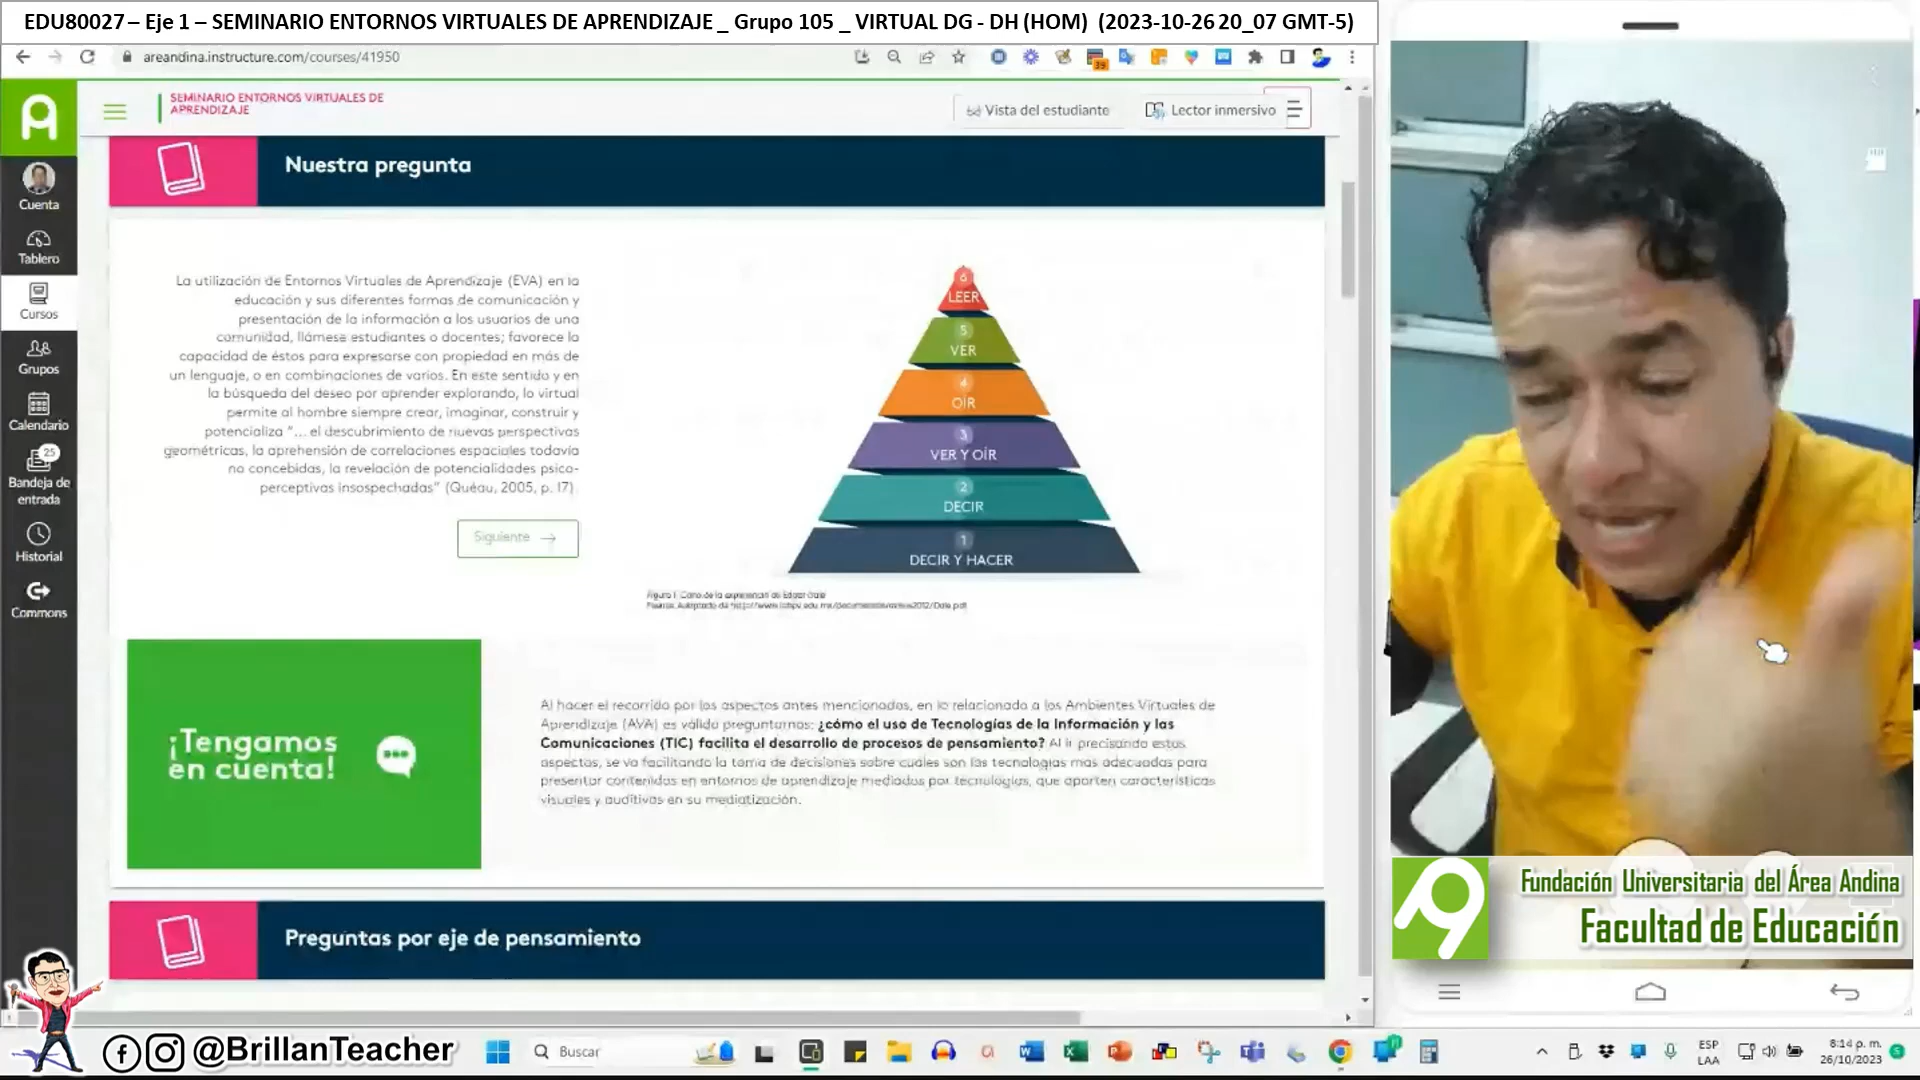 EDU80027 – Eje 1 – SEMINARIO ENTORNOS VIRTUALES DE APRENDIZAJE _ Grupo 105 _ VIRTUAL DG - DH (HOM) (2023-10-26 20_07 GMT-5)
areandina.instructure.com/courses/41950
39
SEMINARIO ENTORNOS VIRTUALES DE
APRENDIZAJE
Vista del estudiante
Lector inmersivo
Cuenta
Tablero
Cursos
Grupos
Calendario
25
Bandeja de
entrada
Historial
Commons
Nuestra pregunta
La utilización de Entornos Virtuales de Aprendizaje (EVA) en la
educación y sus diferentes formas de comunicación y
presentación de la información a los usuarios de una
comunidad, llámese estudiantes o docentes; favorece la
capacidad de éstos para expresarse con propiedad en más de
un lenguaje, o en combinaciones de varios. En este sentido y en
la búsqueda del deseo por aprender explorando, lo virtual
permite al hombre siempre crear, imaginar, construir y
potencializa “... el descubrimiento de nuevas perspectivas
geométricas, la aprehensión de correlaciones espaciales todavía
no concebidas, la revelación de potencialidades psico-
perceptivas insospechadas” (Quéau, 2005, p. 17)
Siguiente →
6
LEER
5
VER
4
OÍR
3
VER Y OÍR
2
DECIR
1
DECIR Y HACER
Figura 1. Cono de la experiencia de Edgar Dale
¡Tengamos
en cuenta!
Al hacer el recorrido por los aspectos antes mencionados, en lo relacionado a los Ambientes Virtuales de
Aprendizaje (AVA) es válido preguntarnos: ¿cómo el uso de Tecnologías de la Información y las
Comunicaciones (TIC) facilita el desarrollo de procesos de pensamiento? Al ir precisando estos
aspectos, se va facilitando la toma de decisiones sobre cuáles son las tecnologías más adecuadas para
presentar contenidos en entornos de aprendizaje mediados por tecnologías, que aporten características
visuales y auditivas en su mediatización.
Preguntas por eje de pensamiento
Fundación Universitaria del Área Andina
Facultad de Educación
@BrillanTeacher
Buscar
ESP
LAA
8:14 p. m.
26/10/2023